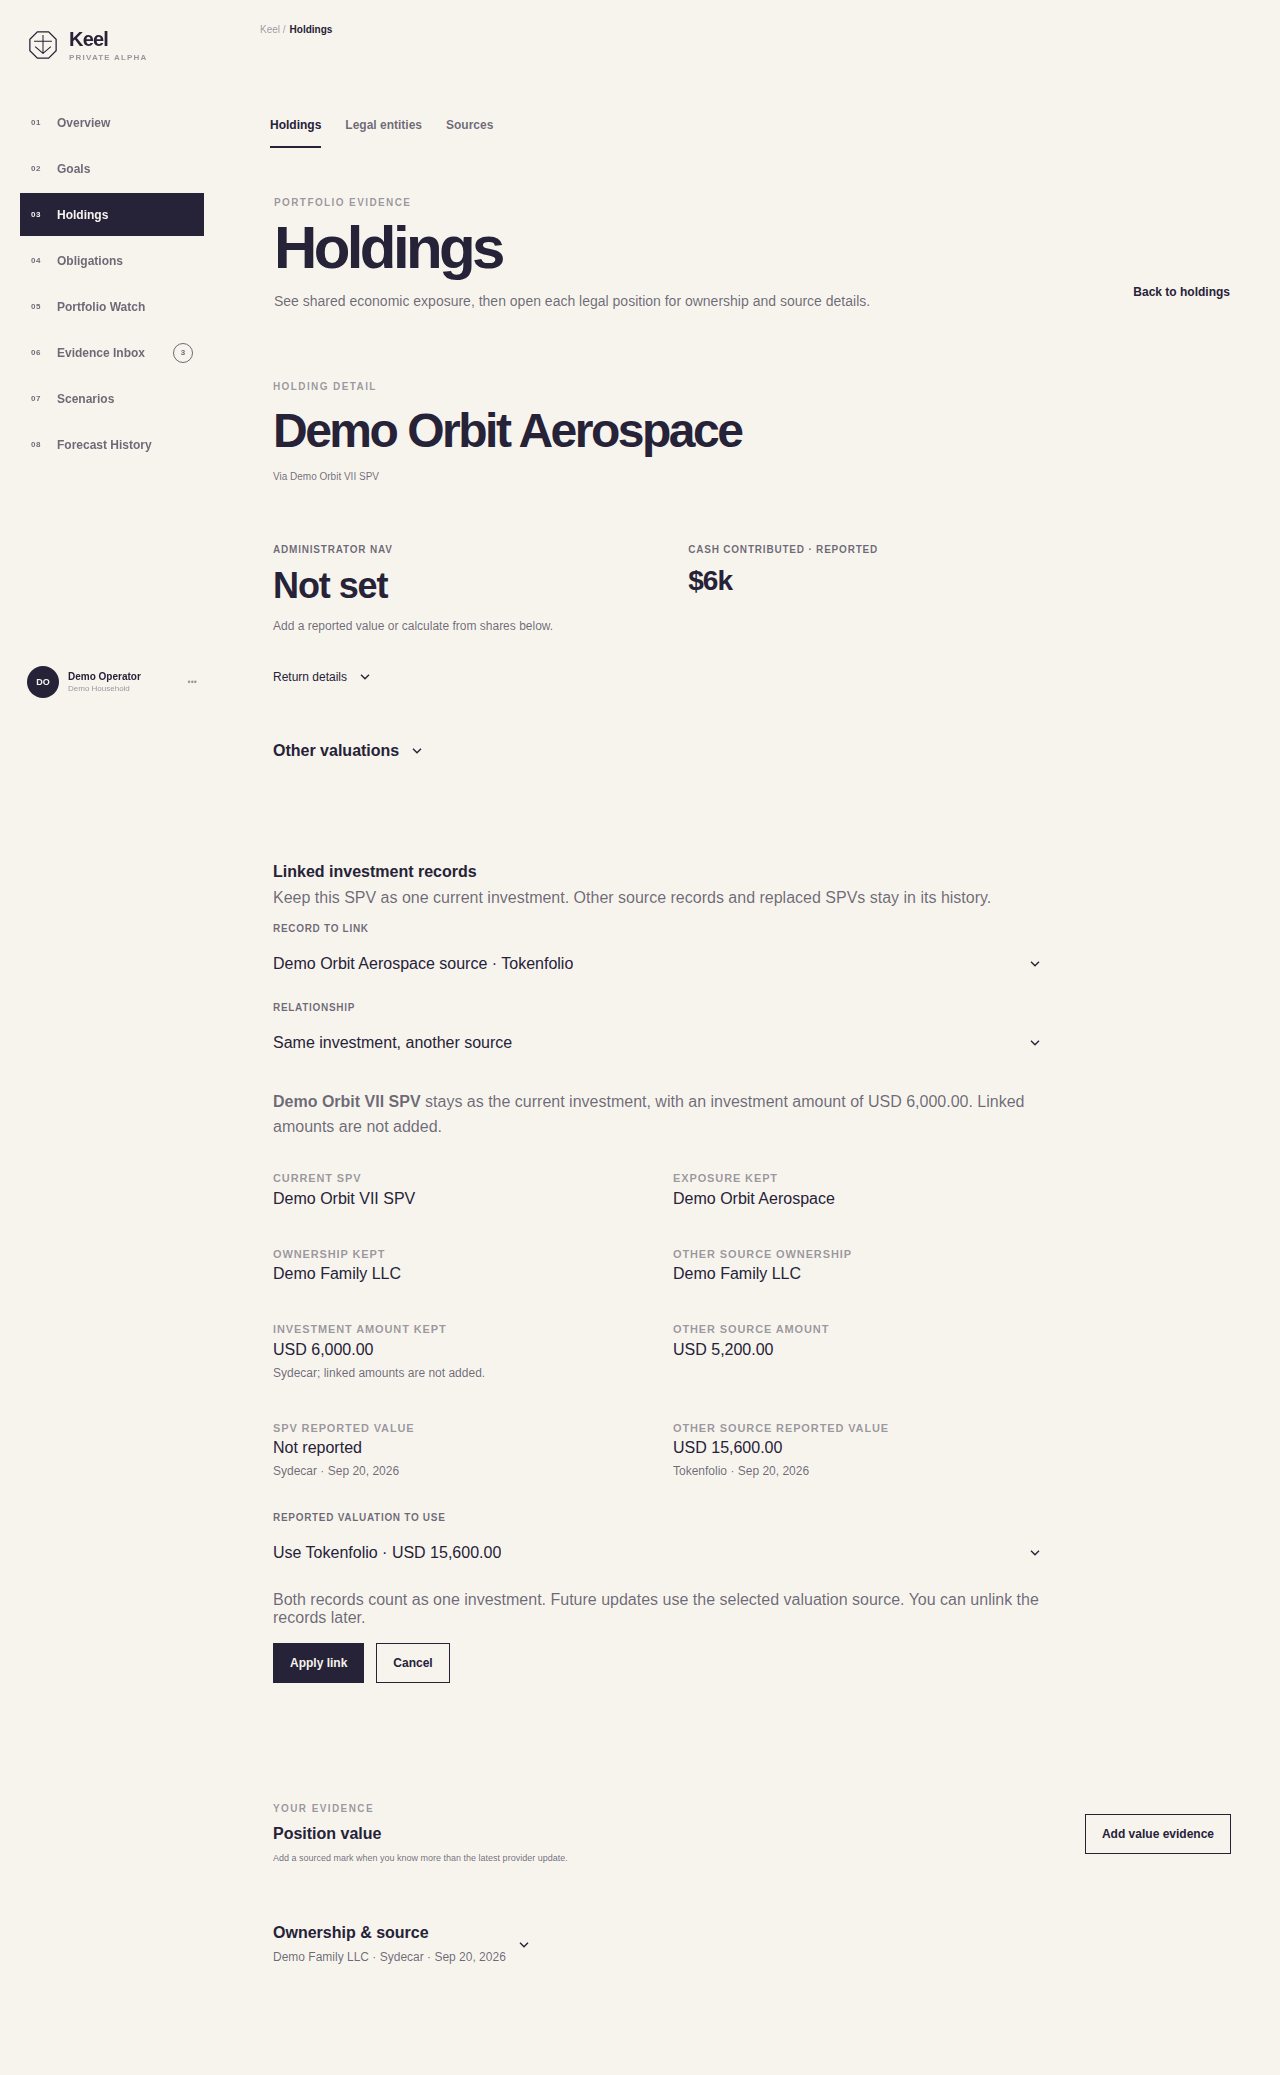 Keel
PRIVATE ALPHA
01 Overview
02 Goals
03 Holdings
04 Obligations
05 Portfolio Watch
06 Evidence Inbox 3
07 Scenarios
08 Forecast History
DO
Demo Operator
Demo Household
Keel / Holdings
Holdings Legal entities Sources
PORTFOLIO EVIDENCE
Holdings
See shared economic exposure, then open each legal position for ownership and source details.
Back to holdings
HOLDING DETAIL
Demo Orbit Aerospace
Via Demo Orbit VII SPV
ADMINISTRATOR NAV
Not set
Add a reported value or calculate from shares below.
CASH CONTRIBUTED · REPORTED
$6k
Return details
Other valuations
Linked investment records
Keep this SPV as one current investment. Other source records and replaced SPVs stay in its history.
RECORD TO LINK
Demo Orbit Aerospace source · Tokenfolio
RELATIONSHIP
Same investment, another source
Demo Orbit VII SPV stays as the current investment, with an investment amount of USD 6,000.00. Linked
amounts are not added.
CURRENT SPV
Demo Orbit VII SPV
EXPOSURE KEPT
Demo Orbit Aerospace
OWNERSHIP KEPT
Demo Family LLC
OTHER SOURCE OWNERSHIP
Demo Family LLC
INVESTMENT AMOUNT KEPT
USD 6,000.00
Sydecar; linked amounts are not added.
OTHER SOURCE AMOUNT
USD 5,200.00
SPV REPORTED VALUE
Not reported
Sydecar · Sep 20, 2026
OTHER SOURCE REPORTED VALUE
USD 15,600.00
Tokenfolio · Sep 20, 2026
REPORTED VALUATION TO USE
Use Tokenfolio · USD 15,600.00
Both records count as one investment. Future updates use the selected valuation source. You can unlink the
records later.
Apply link Cancel
YOUR EVIDENCE
Position value
Add a sourced mark when you know more than the latest provider update.
Add value evidence
Ownership & source
Demo Family LLC · Sydecar · Sep 20, 2026